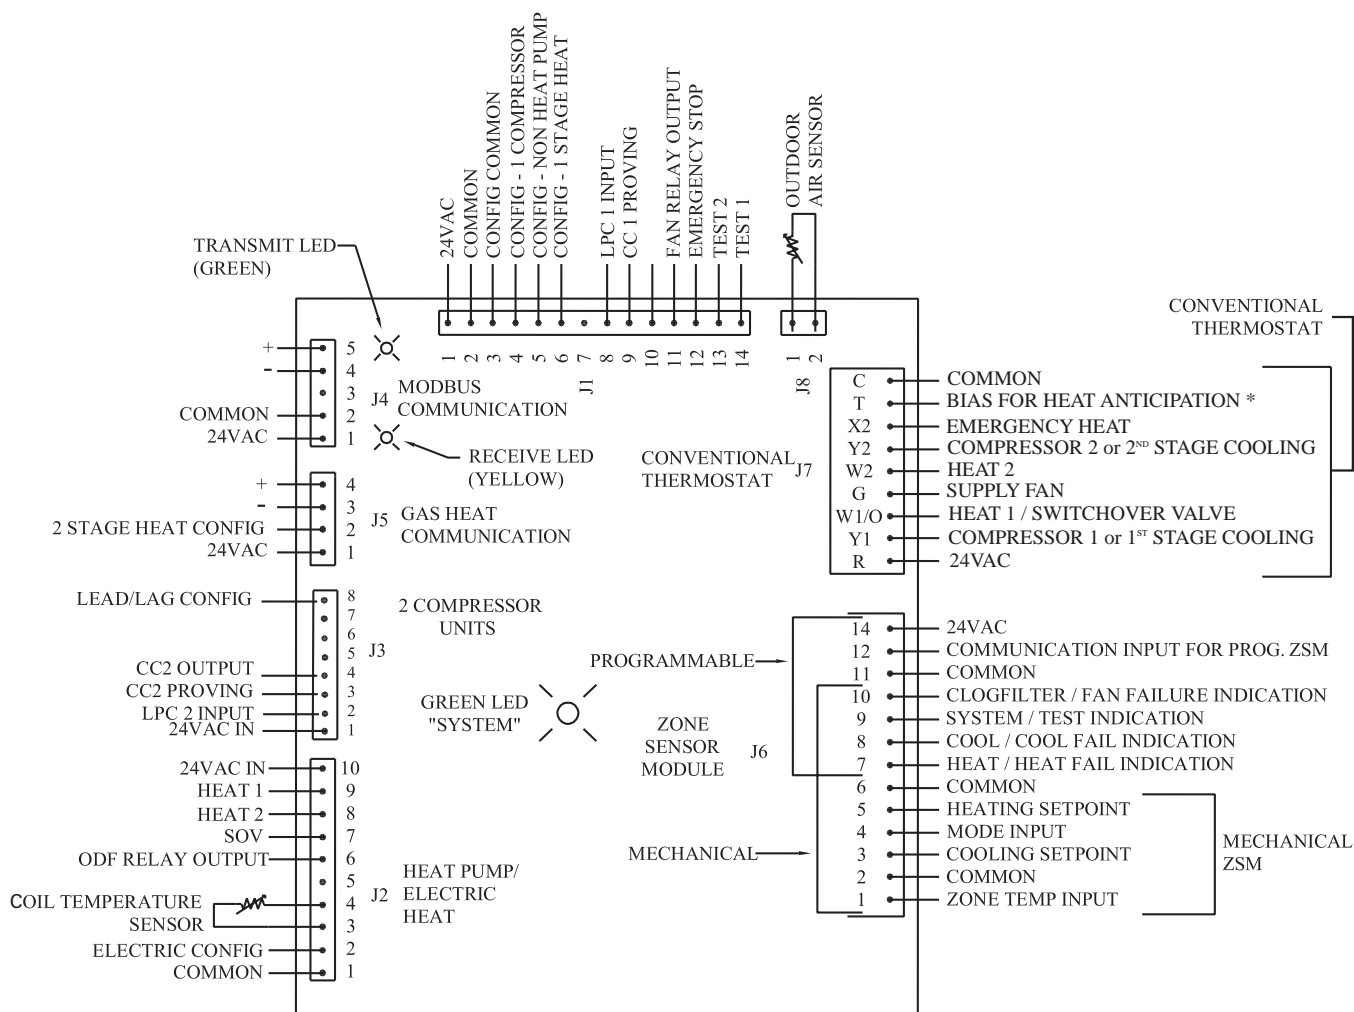 24VAC
COMMON
CONFIG COMMON
CONFIG - 1 COMPRESSOR
CONFIG - NON HEAT PUMP
CONFIG - 1 STAGE HEAT
LPC 1 INPUT
CC 1 PROVING
FAN RELAY OUTPUT
EMERGENCY STOP
TEST 2
TEST 1
OUTDOOR
AIR SENSOR
1 2 3 4 5 6 7 8 9 10 11 12 13 14
J1
1 2
J8
TRANSMIT LED
(GREEN)
+ 5
- 4
3
COMMON 2
24VAC 1
J4
MODBUS
COMMUNICATION
RECEIVE LED
(YELLOW)
+ 4
- 3
2 STAGE HEAT CONFIG 2
24VAC 1
J5
GAS HEAT
COMMUNICATION
LEAD/LAG CONFIG 8
7
6
5
CC2 OUTPUT 4
CC2 PROVING 3
LPC 2 INPUT 2
24VAC IN 1
J3
2 COMPRESSOR
UNITS
GREEN LED
"SYSTEM"
24VAC IN 10
HEAT 1 9
HEAT 2 8
SOV 7
ODF RELAY OUTPUT 6
5
COIL TEMPERATURE 4
SENSOR 3
ELECTRIC CONFIG 2
COMMON 1
J2
HEAT PUMP/
ELECTRIC
HEAT
CONVENTIONAL
THERMOSTAT
CONVENTIONAL
THERMOSTAT
J7
C COMMON
T BIAS FOR HEAT ANTICIPATION *
X2 EMERGENCY HEAT
Y2 COMPRESSOR 2 or 2ND STAGE COOLING
W2 HEAT 2
G SUPPLY FAN
W1/O HEAT 1 / SWITCHOVER VALVE
Y1 COMPRESSOR 1 or 1ST STAGE COOLING
R 24VAC
PROGRAMMABLE
ZONE
SENSOR
MODULE
J6
MECHANICAL
14 24VAC
12 COMMUNICATION INPUT FOR PROG. ZSM
11 COMMON
10 CLOGFILTER / FAN FAILURE INDICATION
9 SYSTEM / TEST INDICATION
8 COOL / COOL FAIL INDICATION
7 HEAT / HEAT FAIL INDICATION
6 COMMON
5 HEATING SETPOINT
4 MODE INPUT
3 COOLING SETPOINT
2 COMMON
1 ZONE TEMP INPUT
MECHANICAL
ZSM